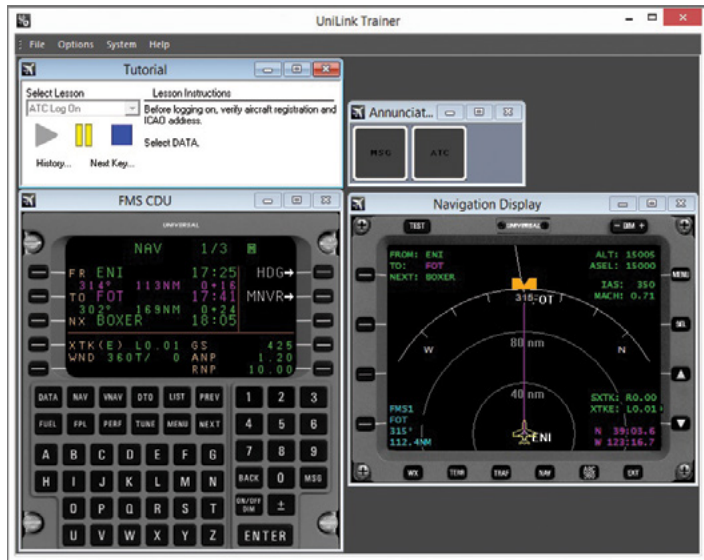 UniLink Trainer
File Options System Help
Tutorial
Select Lesson
ATC Log On
History...
Next Key...
Lesson Instructions
Before logging on, verify aircraft registration and
ICAO address.
Select DATA.
Annunciat...
MSG ATC
FMS CDU
UNIVERSAL
NAV 1/3 M
FR ENI 17:25 HDG→
314° 113NM 0+16
TO FOT 17:41 MNVR→
302° 169NM 0+24
NX BOXER 18:05
XTK(E) L0.01 GS 425
WND 360T/ 0 ANP 1.20
RNP 10.00
DATA NAV VNAV DTO LIST PREV
FUEL FPL PERF TUNE MENU NEXT
A B C D E F G
H I J K L M N
O P Q R S T
U V W X Y Z
1 2 3
4 5 6
7 8 9
BACK 0 MSG
ON/OFF DIM ±
ENTER
Navigation Display
TEST UNIVERSAL - DIM +
FROM: ENI
TO: FOT
NEXT: BOXER
ALT: 15005
ASEL: 15000
IAS: 350
MACH: 0.71
MENU
SEL
315° FOT
W N
80 nm
40 nm
ENI
FMS1
FOT
315°
112.4NM
SXTK: R0.00
XTKE: L0.01
N 39:03.6
W 123:16.7
WX TERR TRAF NAV EXT